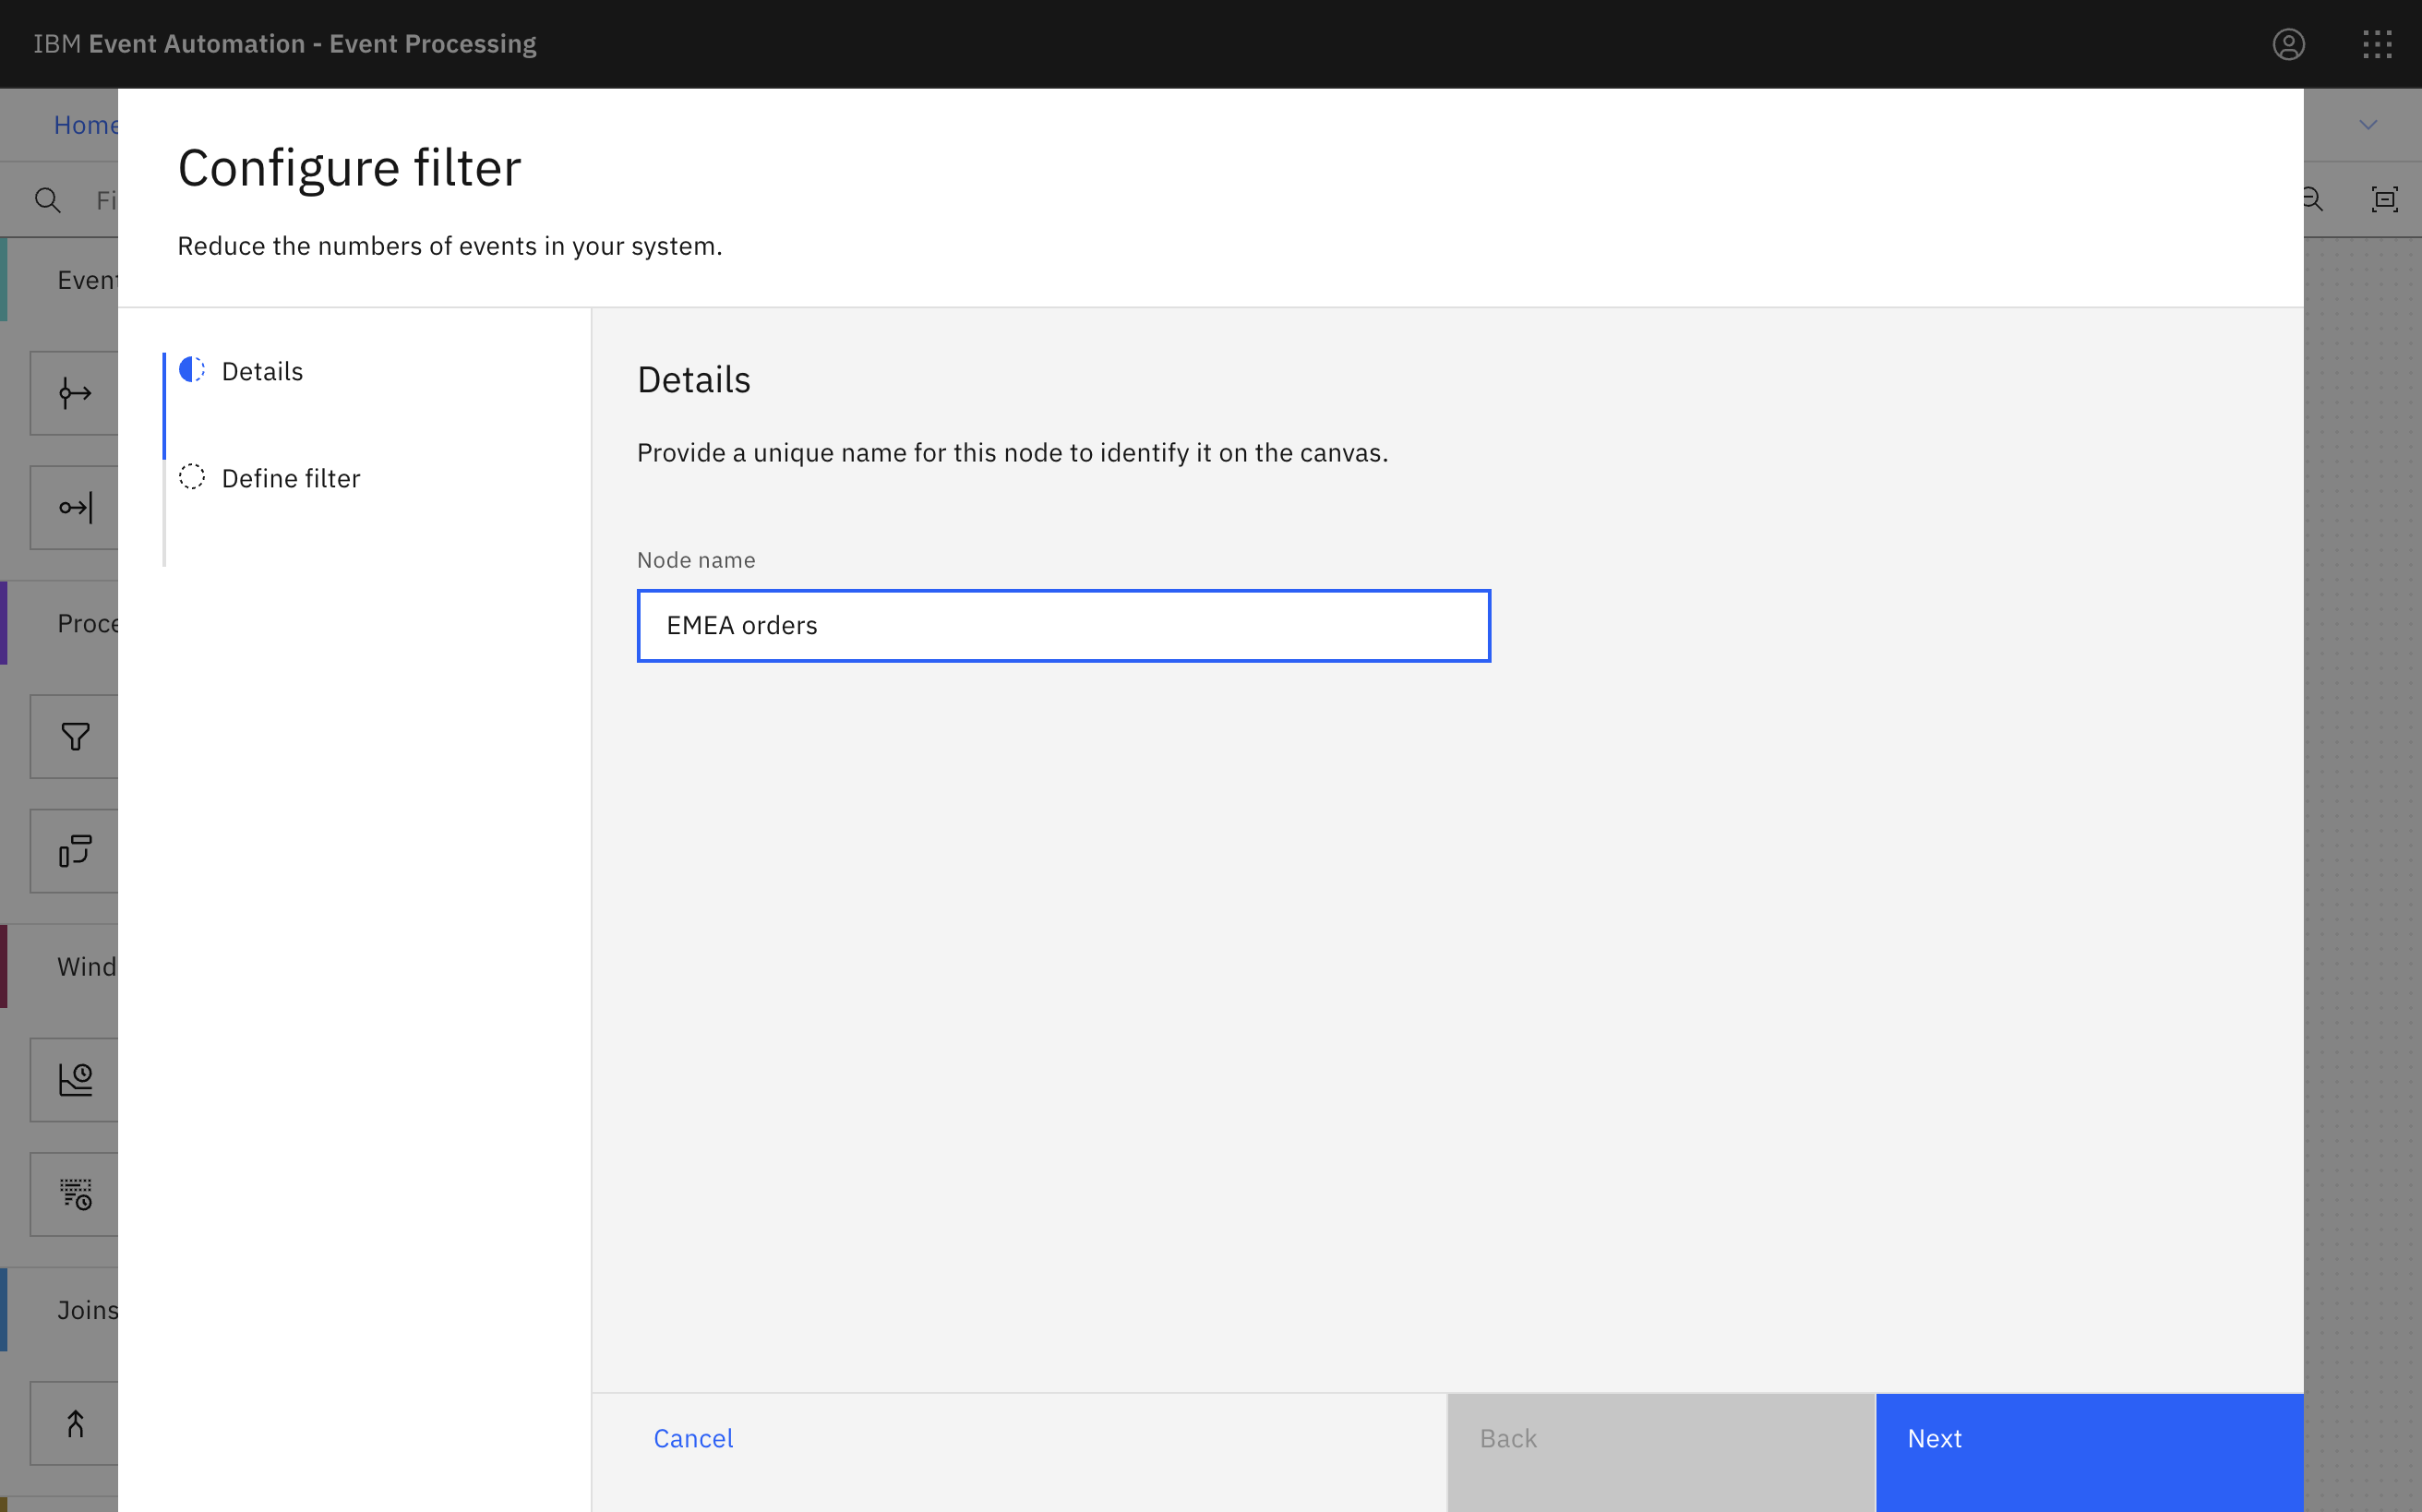 IBM Event Automation - Event Processing
Home
Configure filter
Reduce the numbers of events in your system.
Fi
Event
Proce
Wind
Joins
Details
Define filter
Details
Provide a unique name for this node to identify it on the canvas.
Node name
EMEA orders
Cancel
Back
Next